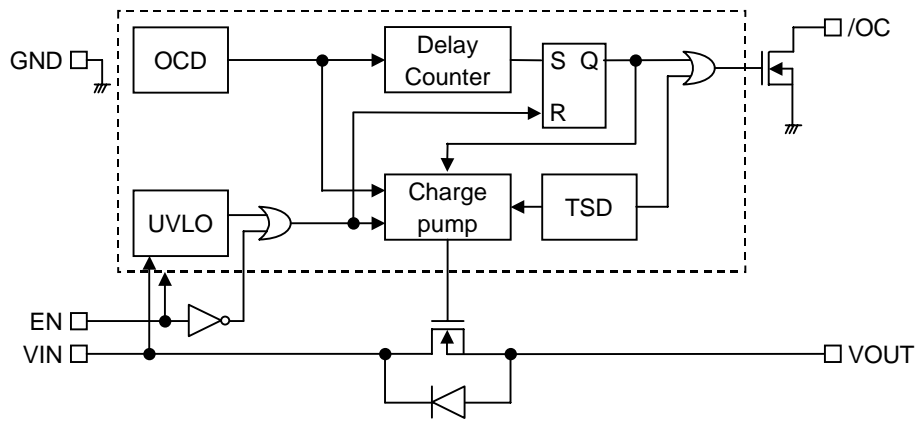 GND
OCD
Delay
Counter
S Q
R
/OC
UVLO
Charge
pump
TSD
EN
VIN
VOUT